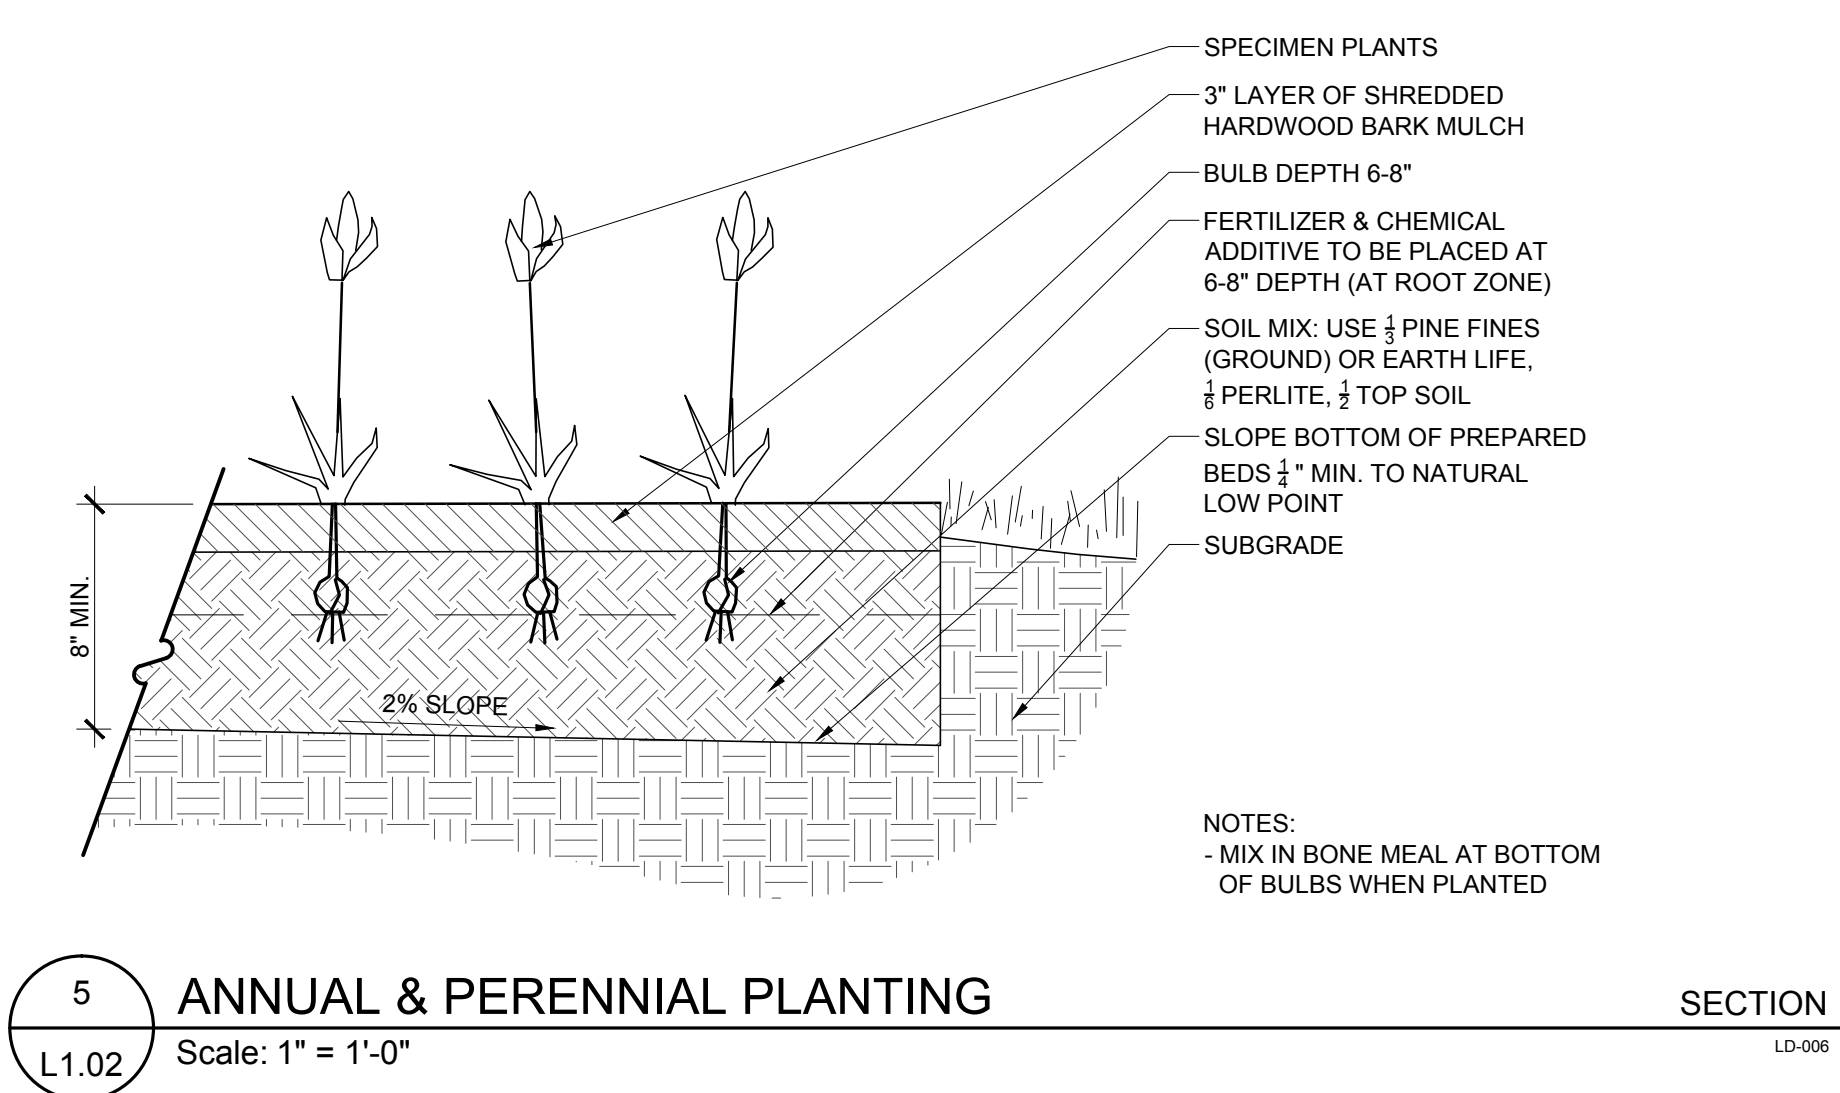 SPECIMEN PLANTS
3" LAYER OF SHREDDED
HARDWOOD BARK MULCH
BULB DEPTH 6-8"
FERTILIZER & CHEMICAL
ADDITIVE TO BE PLACED AT
6-8" DEPTH (AT ROOT ZONE)
SOIL MIX: USE 1/3 PINE FINES
(GROUND) OR EARTH LIFE,
1/6 PERLITE, 1/2 TOP SOIL
SLOPE BOTTOM OF PREPARED
BEDS 1/4" MIN. TO NATURAL
LOW POINT
SUBGRADE
8" MIN.
2% SLOPE
NOTES:
- MIX IN BONE MEAL AT BOTTOM
OF BULBS WHEN PLANTED
5
L1.02
ANNUAL & PERENNIAL PLANTING
Scale: 1" = 1'-0"
SECTION
LD-006